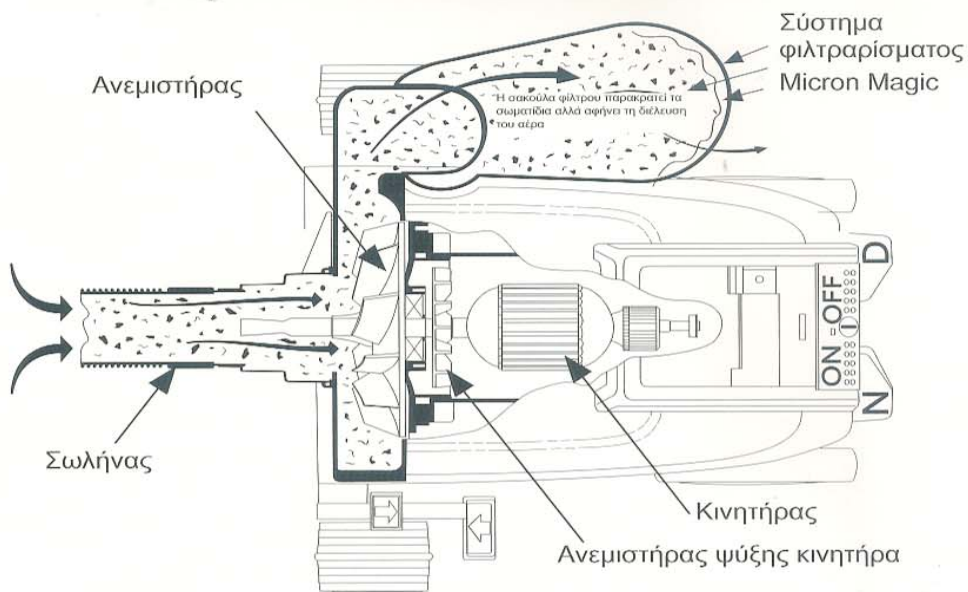 Σύστημα
φιλτραρίσματος
Micron Magic
Ανεμιστήρας
"Η σακούλα φίλτρου παρακρατεί τα
σωματίδια αλλά αφήνει τη διέλευση
του αέρα
D
ON OFF
N
Σωλήνας
Κινητήρας
Ανεμιστήρας ψύξης κινητήρα